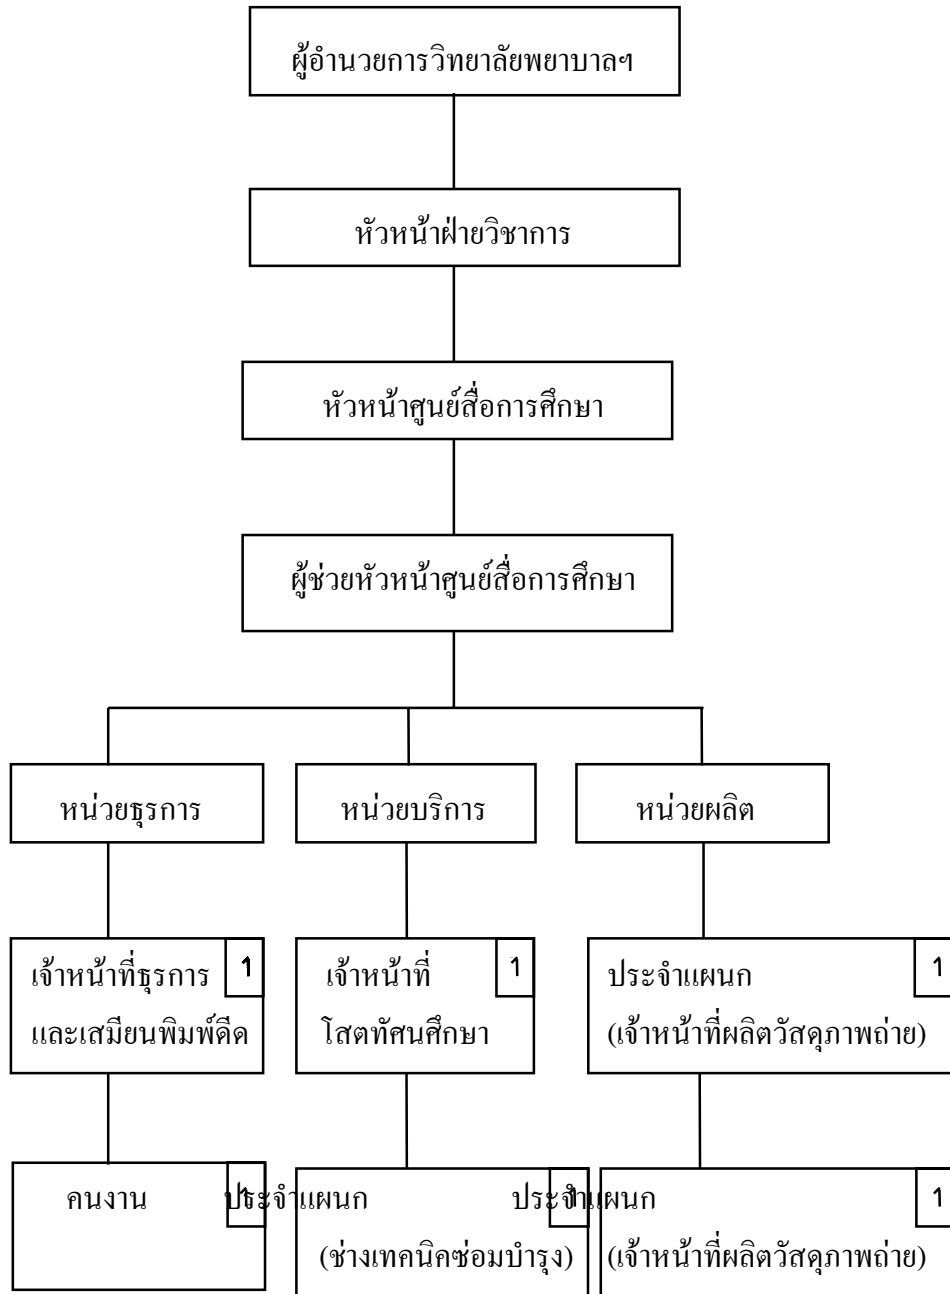 ผู้อำนวยการวิทยาลัยพยาบาลฯ
หัวหน้าฝ่ายวิชาการ
หัวหน้าศูนย์สื่อการศึกษา
ผู้ช่วยหัวหน้าศูนย์สื่อการศึกษา
หน่วยธุรการ
หน่วยบริการ
หน่วยผลิต
เจ้าหน้าที่ธุรการ 1
และเสมียนพิมพ์ดีด
เจ้าหน้าที่ 1
โสตทัศนศึกษา
ประจำแผนก 1
(เจ้าหน้าที่ผลิตวัสดุภาพถ่าย)
คนงาน 1
ประจำแผนก 1
(ช่างเทคนิคซ่อมบำรุง)
ประจำแผนก 1
(เจ้าหน้าที่ผลิตวัสดุภาพถ่าย)